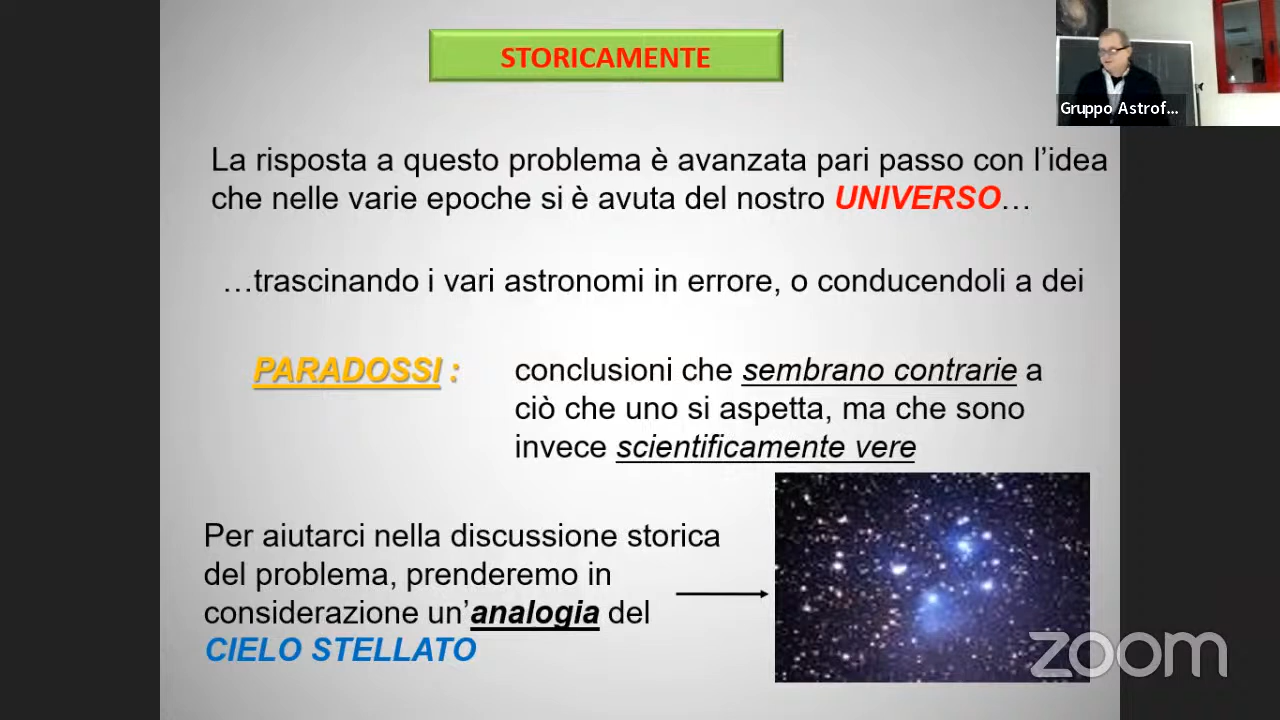 STORICAMENTE
Gruppo Astrof...
La risposta a questo problema è avanzata pari passo con l’idea
che nelle varie epoche si è avuta del nostro UNIVERSO…
…trascinando i vari astronomi in errore, o conducendoli a dei
PARADOSSI :
conclusioni che sembrano contrarie a
ciò che uno si aspetta, ma che sono
invece scientificamente vere
Per aiutarci nella discussione storica
del problema, prenderemo in
considerazione un’analogia del
CIELO STELLATO
zoom